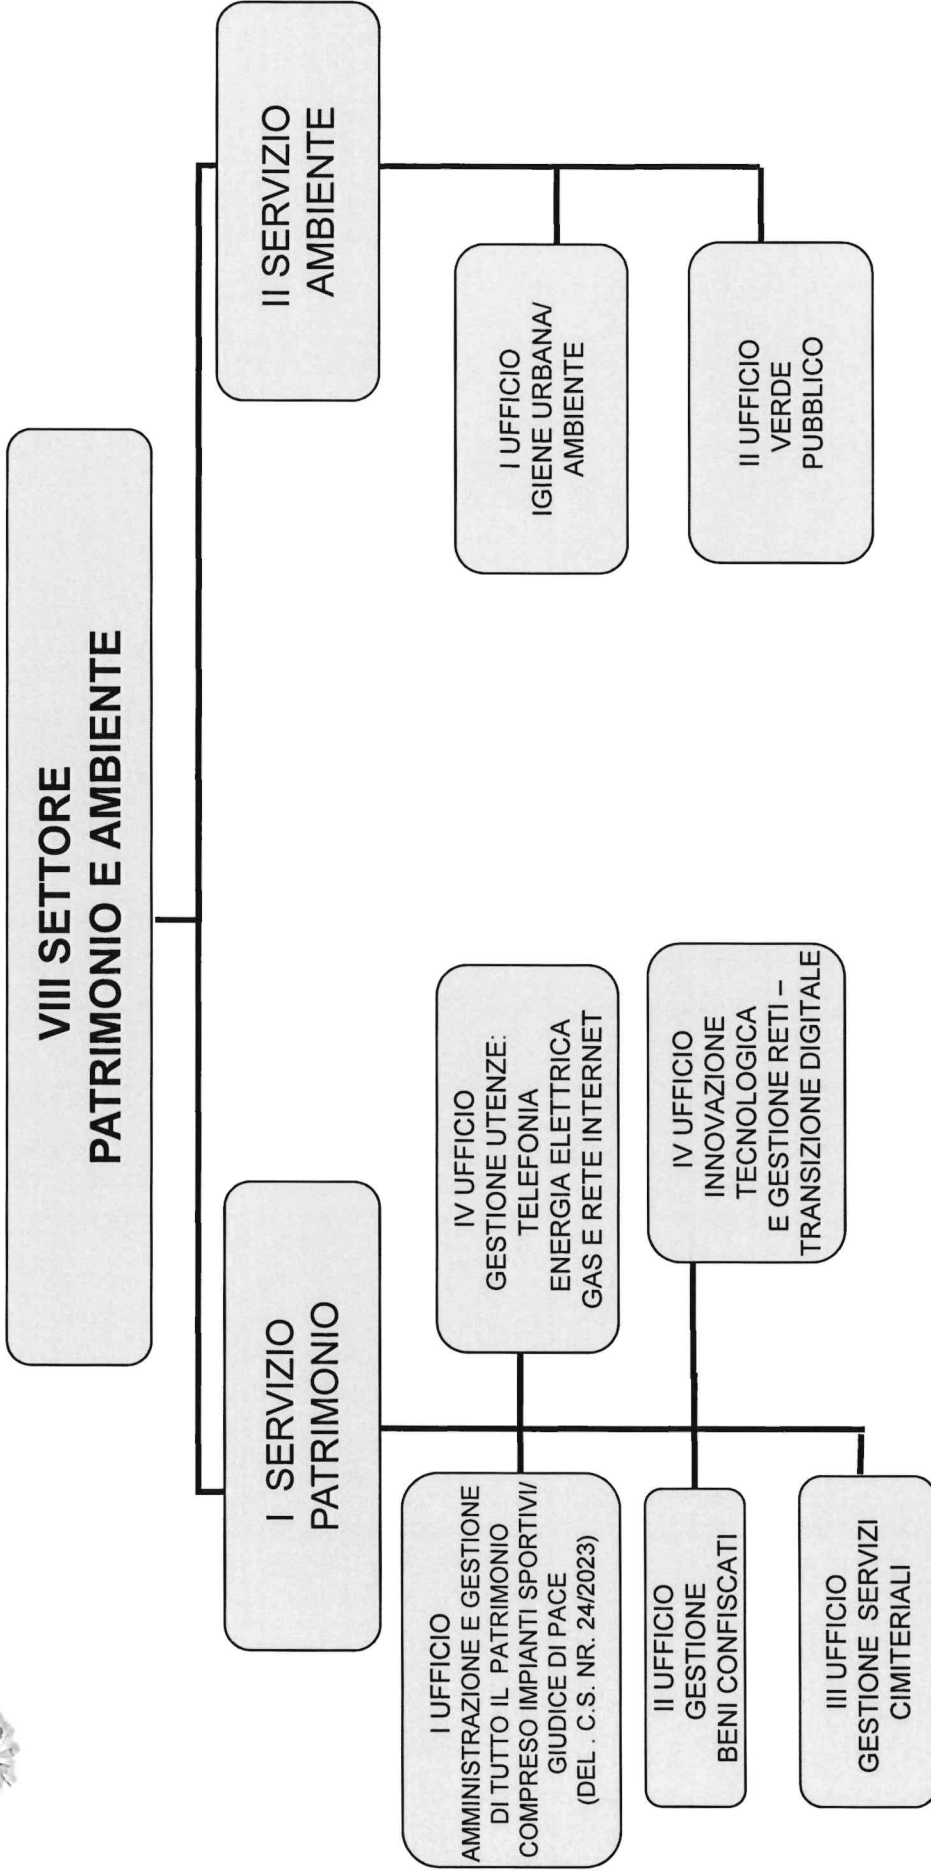 VIII SETTORE
PATRIMONIO E AMBIENTE
I SERVIZIO
PATRIMONIO
II SERVIZIO
AMBIENTE
I UFFICIO
AMMINISTRAZIONE E GESTIONE
DI TUTTO IL PATRIMONIO
COMPRESO IMPIANTI SPORTIVI/
GIUDICE DI PACE
(DEL . C.S. NR. 24/2023)
IV UFFICIO
GESTIONE UTENZE:
TELEFONIA
ENERGIA ELETTRICA
GAS E RETE INTERNET
II UFFICIO
GESTIONE
BENI CONFISCATI
IV UFFICIO
INNOVAZIONE
TECNOLOGICA
E GESTIONE RETI –
TRANSIZIONE DIGITALE
III UFFICIO
GESTIONE SERVIZI
CIMITERIALI
I UFFICIO
IGIENE URBANA/
AMBIENTE
II UFFICIO
VERDE
PUBBLICO